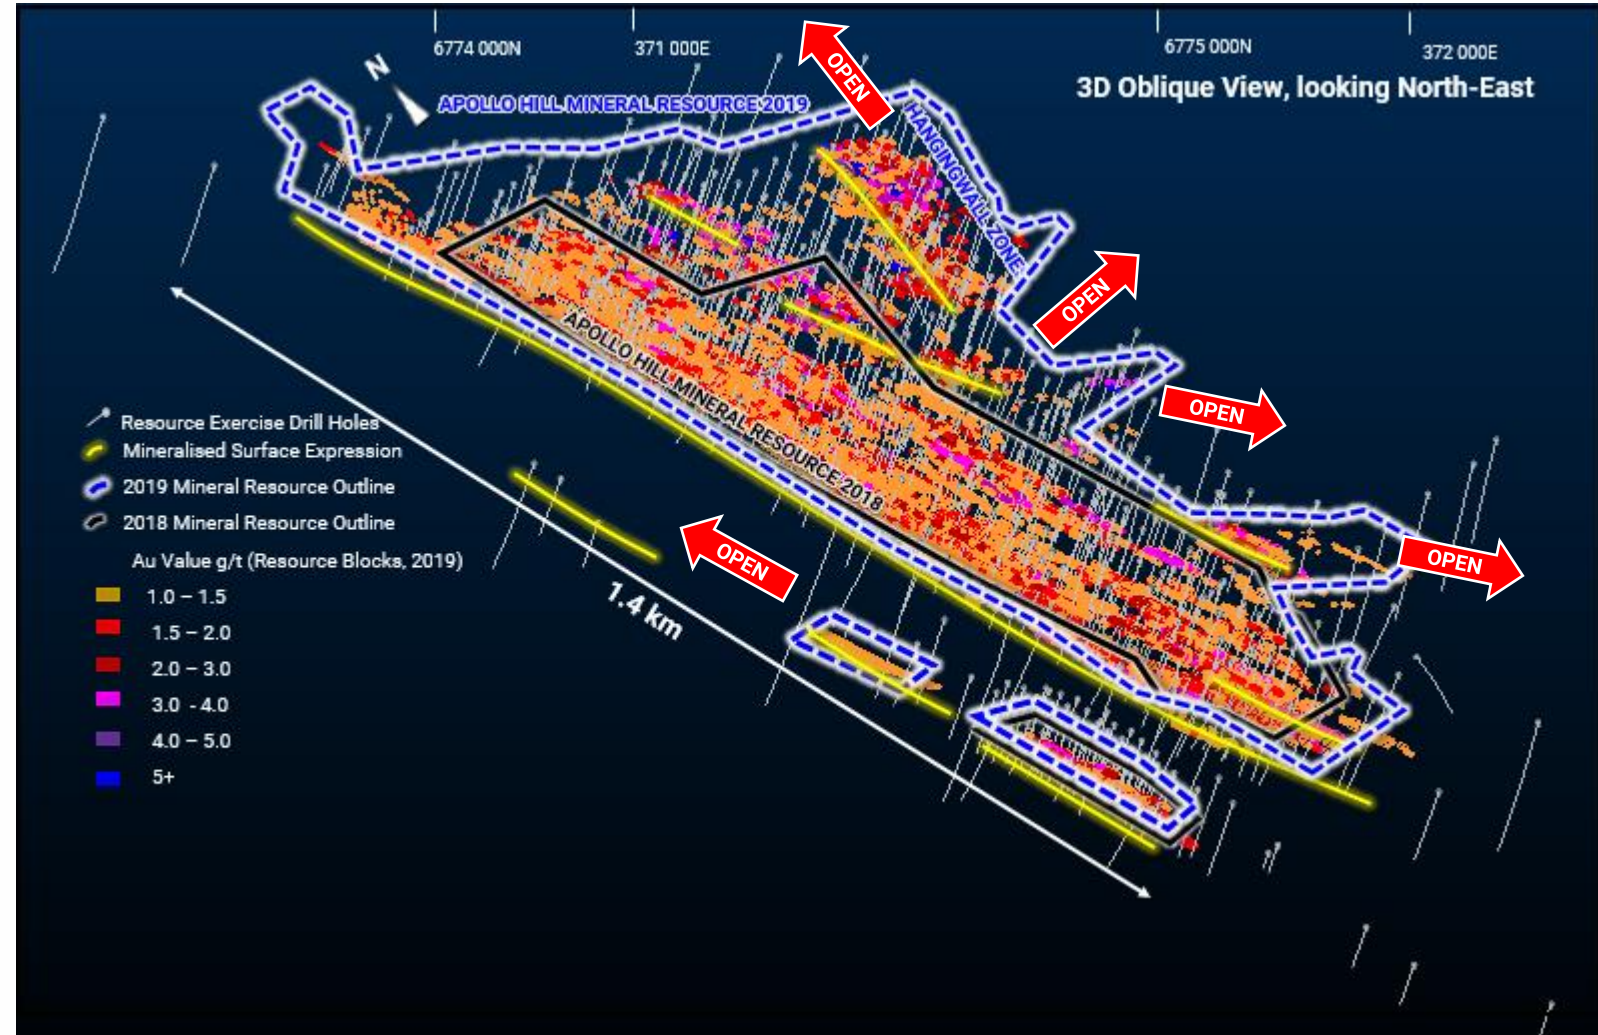 6774 000N
371 000E
6775 000N
372 000E
3D Oblique View, looking North-East
N
APOLLO HILL MINERAL RESOURCE 2019
OPEN
HANGINGWALL ZONE
OPEN
OPEN
OPEN
OPEN
APOLLO HILL MINERAL RESOURCE 2018
1.4 km
Resource Exercise Drill Holes
Mineralised Surface Expression
2019 Mineral Resource Outline
2018 Mineral Resource Outline
Au Value g/t (Resource Blocks, 2019)
1.0 – 1.5
1.5 – 2.0
2.0 – 3.0
3.0 - 4.0
4.0 – 5.0
5+